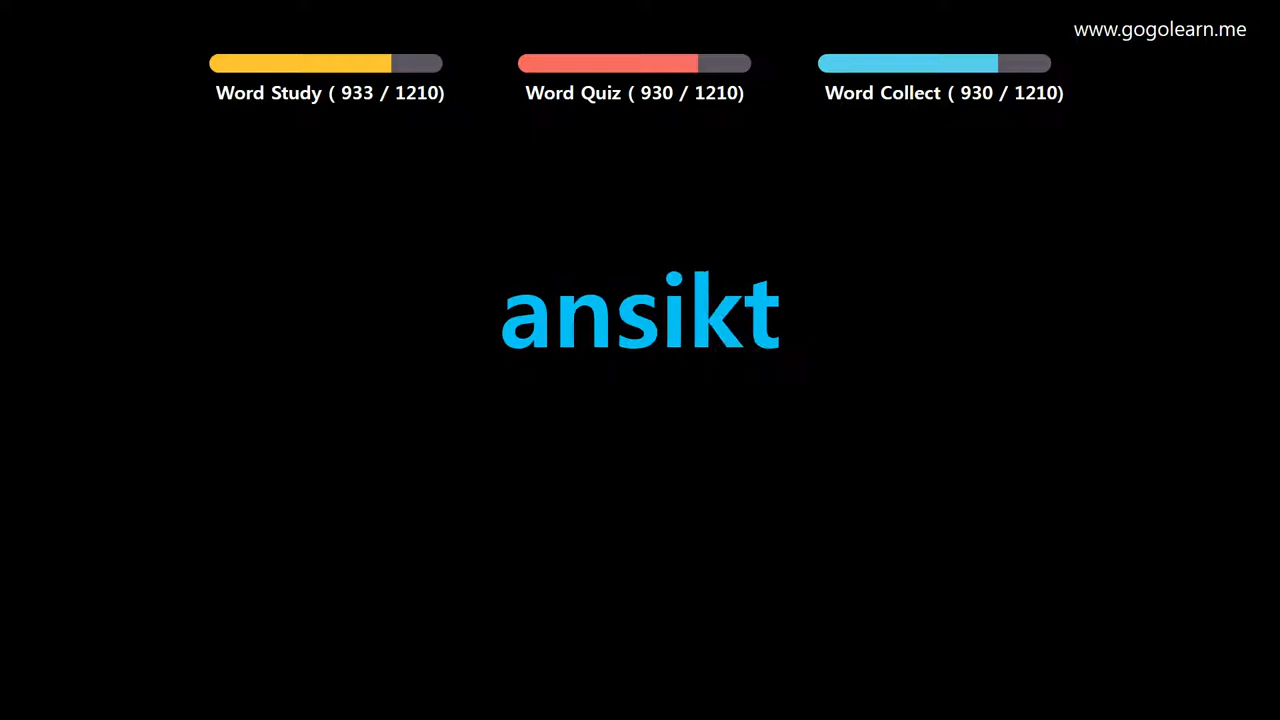 www.gogolearn.me
Word Study ( 933 / 1210)
Word Quiz ( 930 / 1210)
Word Collect ( 930 / 1210)
ansikt